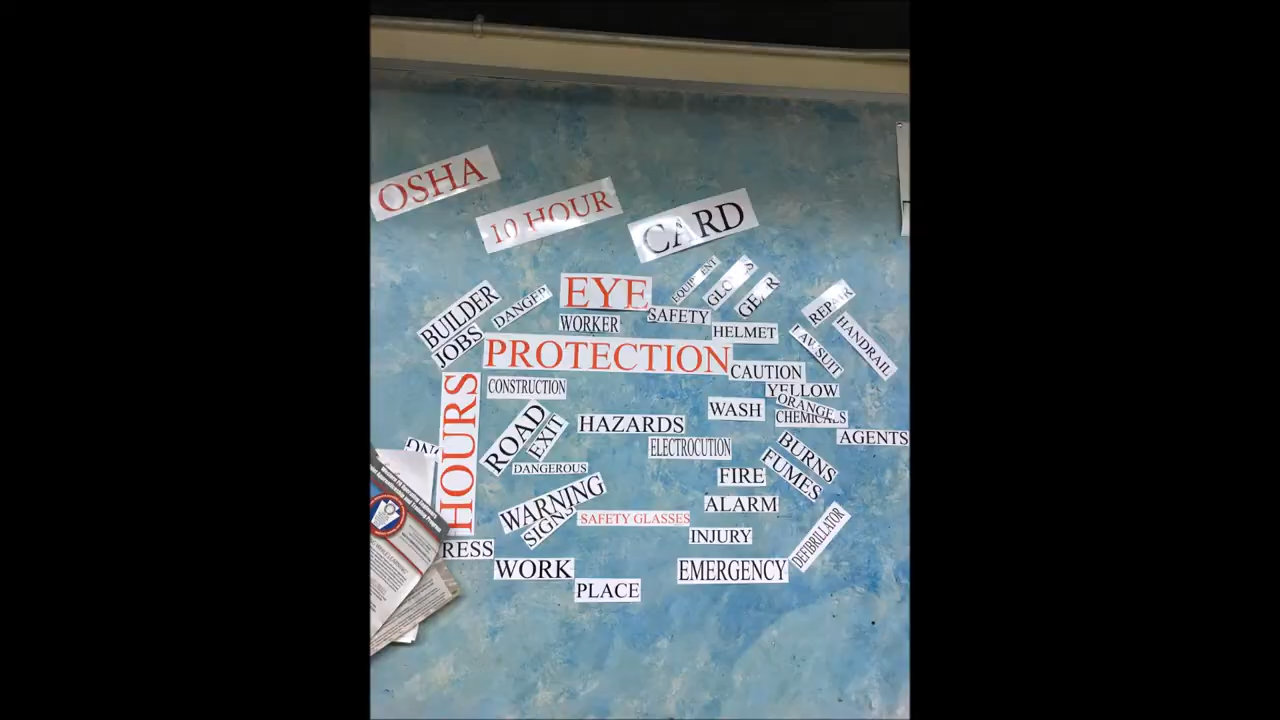 OSHA
10 HOUR
CARD
EYE
EQUIPMENT
GLOVES
GEAR
REPAIR
HANDRAIL
LAWSUIT
BUILDER
JOBS
DANGER
WORKER
SAFETY
HELMET
PROTECTION
CAUTION
YELLOW
ORANGE
CHEMICALS
AGENTS
HOURS
CONSTRUCTION
ROAD
EXIT
HAZARDS
WASH
ELECTROCUTION
BURNS
FUMES
DANGEROUS
FIRE
ALARM
WARNING
SIGNS
SAFETY GLASSES
INJURY
DEFIBRILLATOR
RESS
WORK
EMERGENCY
PLACE